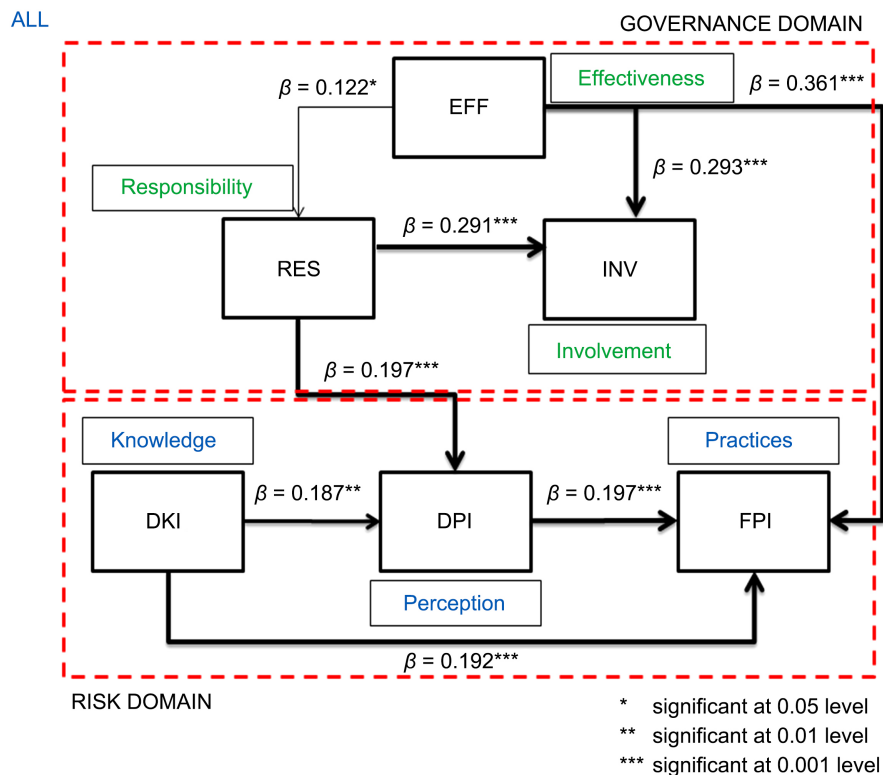 ALL
GOVERNANCE DOMAIN
β = 0.122*
EFF
Effectiveness
β = 0.361***
β = 0.293***
Responsibility
RES
β = 0.291***
INV
Involvement
β = 0.197***
Knowledge
Practices
DKI
β = 0.187**
DPI
β = 0.197***
FPI
Perception
β = 0.192***
RISK DOMAIN
* significant at 0.05 level
** significant at 0.01 level
*** significant at 0.001 level